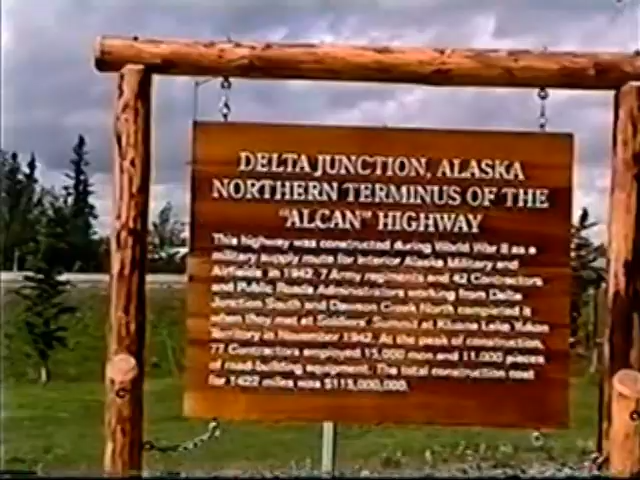 DELTA JUNCTION, ALASKA
NORTHERN TERMINUS OF THE
"ALCAN" HIGHWAY
This highway was constructed during World War II as a
military supply route for Interior Alaska Military and
Airfields in 1942. 7 Army regiments and 42 Contractors
and Public Roads Administrators working from Delta
Junction South and Dawson Creek North completed it
when they met at Soldiers' Summit at Kluane Lake Yukon
Territory in November 1942. At the peak of construction,
77 Contractors employed 15,000 men and 11,000 pieces
of road building equipment. The total construction cost
for 1422 miles was $115,000,000.